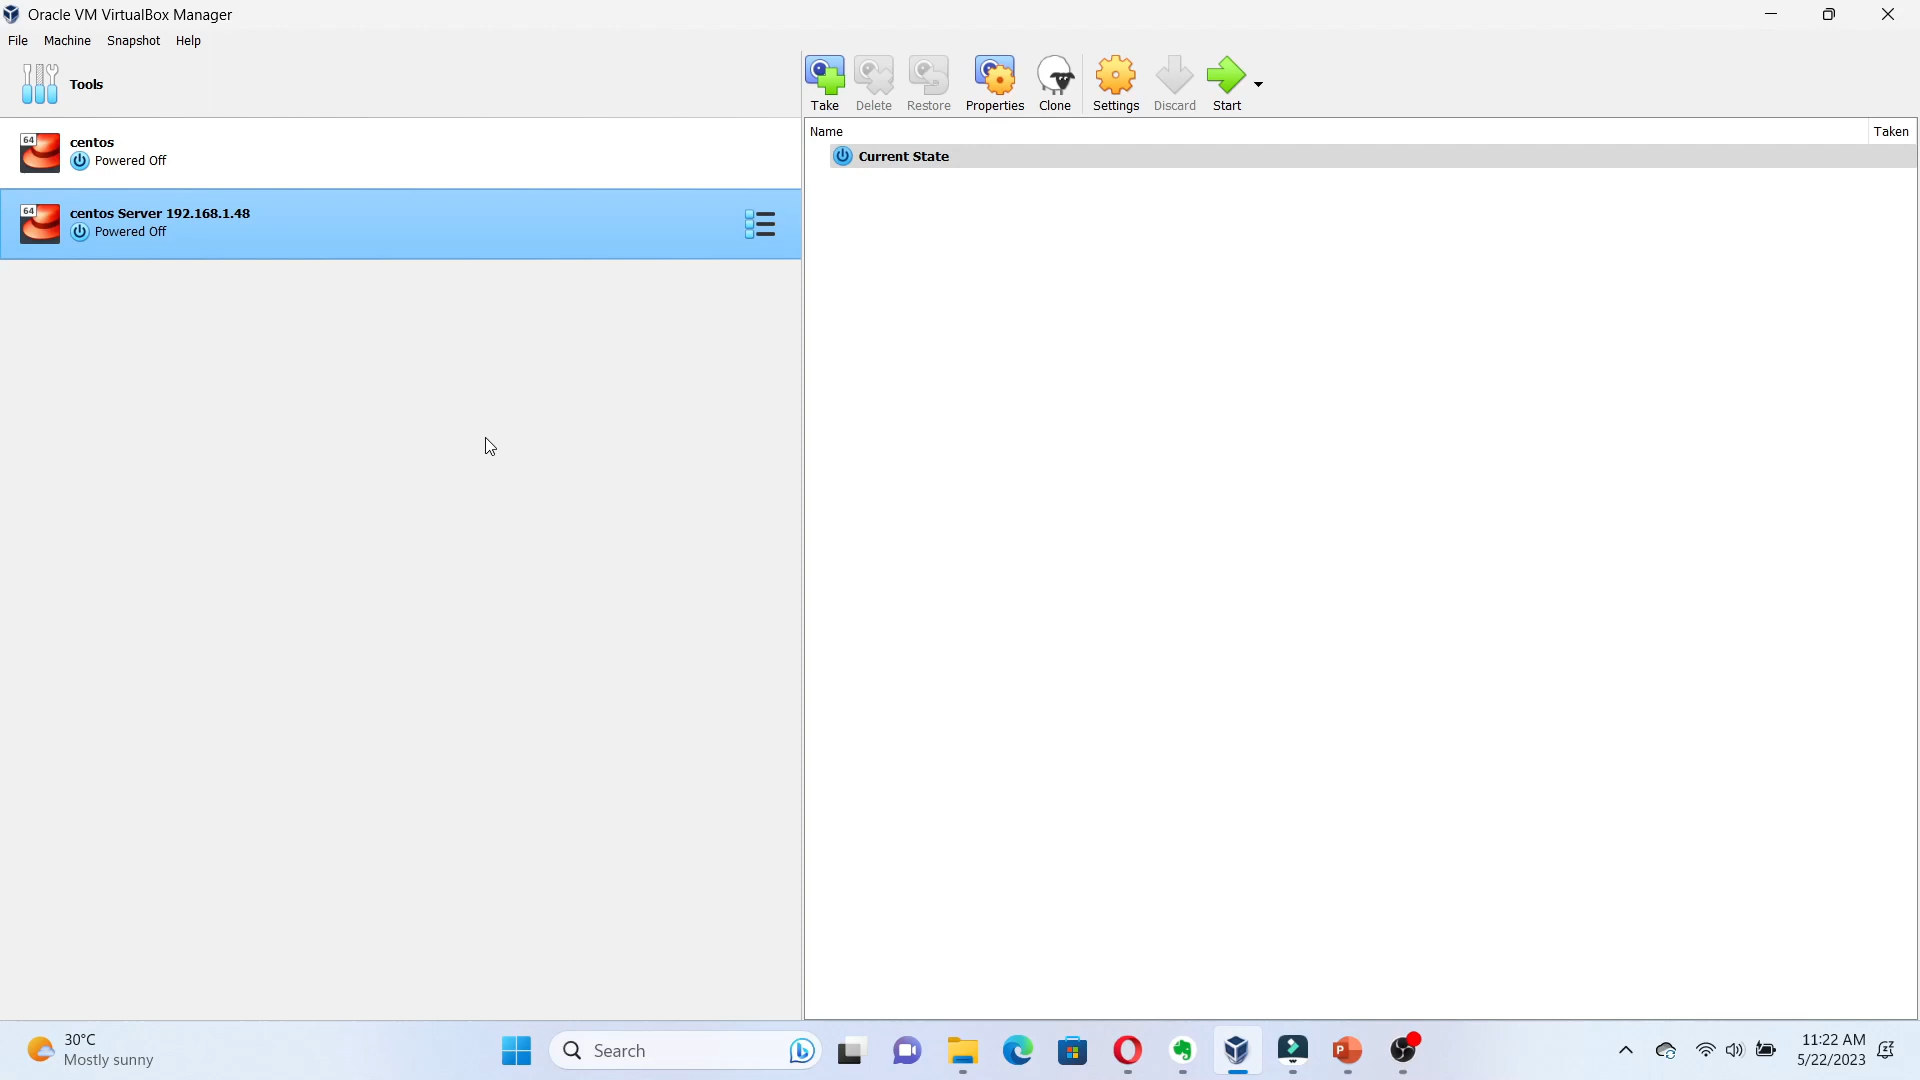 Oracle VM VirtualBox Manager
File Machine Snapshot Help
Tools
Take Delete Restore Properties Clone Settings Discard Start
64 centos
Powered Off
64 centos Server 192.168.1.48
Powered Off
Name Taken
Current State
30°C
Mostly sunny
Search
11:22 AM
5/22/2023